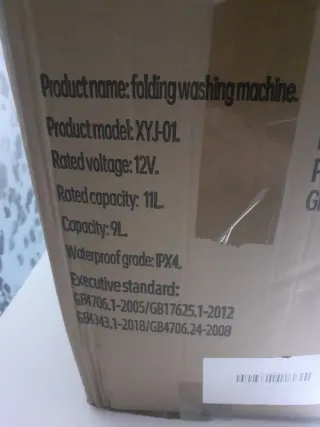 Product name: folding washing machine.
Product model: XYJ-01.
Rated voltage: 12V.
Rated capacity: 11L.
Capacity: 9L.
Waterproof grade: IPX4.
Executive standard:
GB4706.1-2005/GB17625.1-2012
GB4343.1-2018/GB4706.24-2008